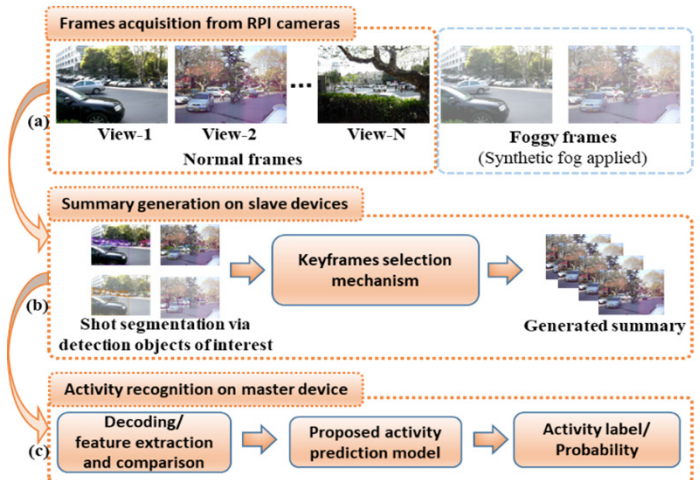 Frames acquisition from RPI cameras
(a)
View-1
View-2
...
View-N
Normal frames
Foggy frames
(Synthetic fog applied)
Summary generation on slave devices
(b)
Keyframes selection
mechanism
Shot segmentation via
detection objects of interest
Generated summary
Activity recognition on master device
(c)
Decoding/
feature extraction
and comparison
Proposed activity
prediction model
Activity label/
Probability